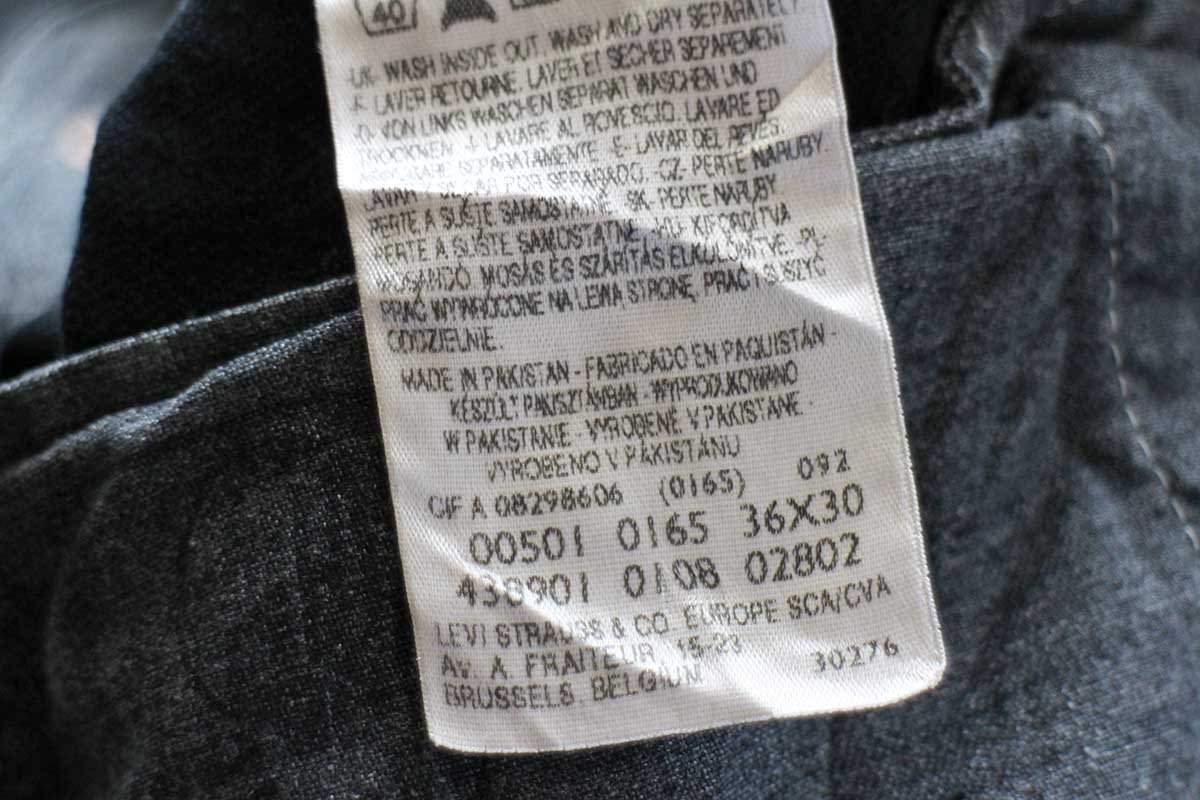 40
-UK- WASH INSIDE OUT. WASH AND DRY SEPARATELY
-F- LAVER RETOURNE. LAVER ET SECHER SEPAREMENT
-D- VON LINKS WASCHEN SEPARAT WASCHEN UND
TROCKNEN -I- LAVARE AL ROVESCIO. LAVARE ED
SEPARATAMENTE. -E- LAVAR DEL REVES.
LAVAR POR SEPARADO. -CZ- PERTE NARUBY.
PERTE A SUŠTE SAMOSTATNE. SK. PERTE NARUBY
PERTE A SUŠTE SAMOSTATNE. KIFORDÍTVA
MOSANDÓ. MOSÁS ÉS SZÁRÍTÁS ELKÜLÖNÍTVE. PL-
PRAĆ WYWRÓCONE NA LEWĄ STRONĘ, PRAĆ I SUSZYĆ
ODDZIELNIE.
MADE IN PAKISTAN - FABRICADO EN PAQUISTÁN -
KÉSZÜLT PAKISZTÁNBAN - WYPRODUKOWANO
W PAKISTANIE - VYROBENÉ V PAKISTANE -
VYROBENO V PÁKISTÁNU
CIF A 08298606 (0165) 092
00501 0165 36X30
438901 0108 02802
LEVI STRAUSS & CO EUROPE SCA/CVA
AV. A. FRAITEUR 15-23 30276
BRUSSELS. BELGIUM